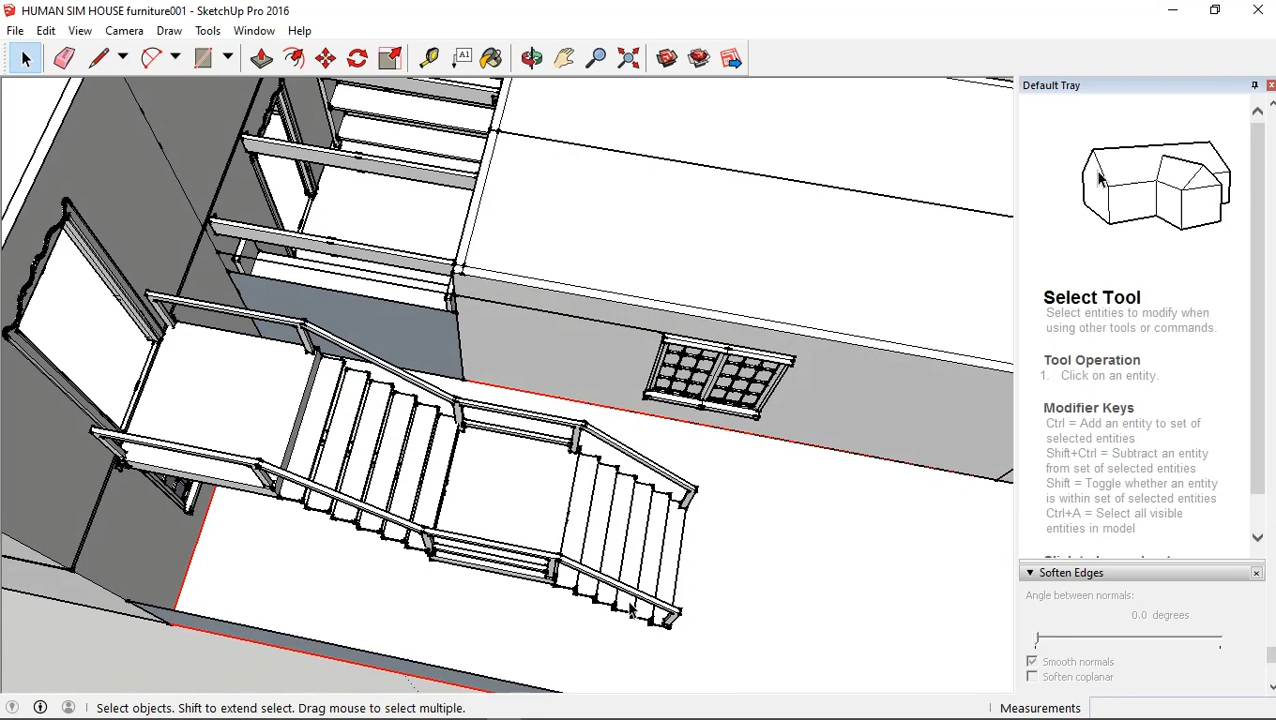 HUMAN SIM HOUSE furniture001 - SketchUp Pro 2016
File Edit View Camera Draw Tools Window Help
A1
Default Tray
Select Tool
Select entities to modify when
using other tools or commands.
Tool Operation
1. Click on an entity.
Modifier Keys
Ctrl = Add an entity to set of
selected entities
Shift+Ctrl = Subtract an entity
from set of selected entities
Shift = Toggle whether an entity
is within set of selected entities
Ctrl+A = Select all visible
entities in model
Soften Edges
Angle between normals:
0.0 degrees
Smooth normals
Soften coplanar
Select objects. Shift to extend select. Drag mouse to select multiple.
Measurements